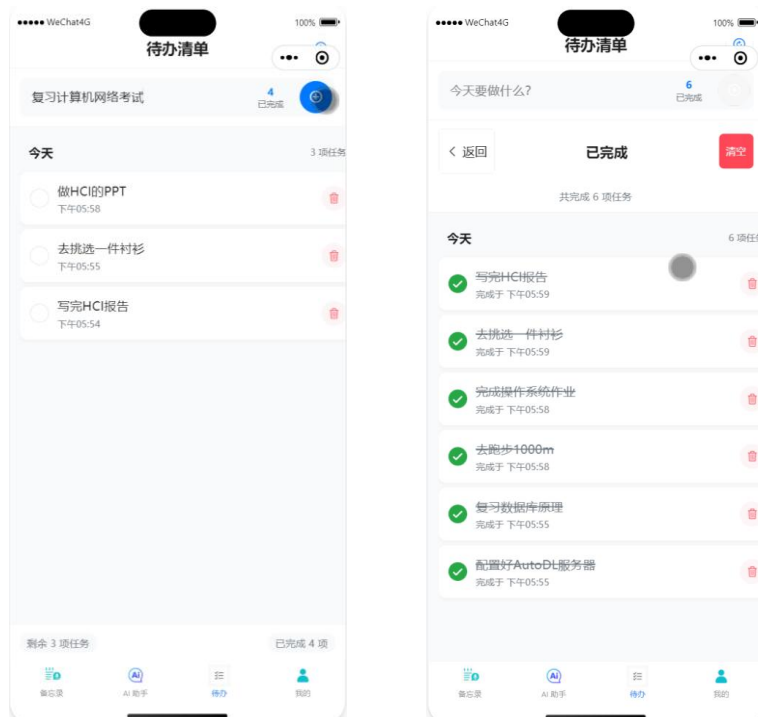 WeChat4G
100%
待办清单
复习计算机网络考试
4
已完成
今天
3 项任务
做HCI的PPT
下午05:58
去挑选一件衬衫
下午05:55
写完HCI报告
下午05:54
剩余 3 项任务
已完成 4 项
备忘录
Ai
AI 助手
待办
我的
WeChat4G
100%
待办清单
今天要做什么?
6
已完成
返回
已完成
清空
共完成 6 项任务
今天
6 项任
写完HCI报告
完成于 下午05:59
去挑选一件衬衫
完成于 下午05:59
完成操作系统作业
完成于 下午05:58
去跑步1000m
完成于 下午05:58
复习数据库原理
完成于 下午05:55
配置好AutoDL服务器
完成于 下午05:55
备忘录
Ai
AI 助手
待办
我的